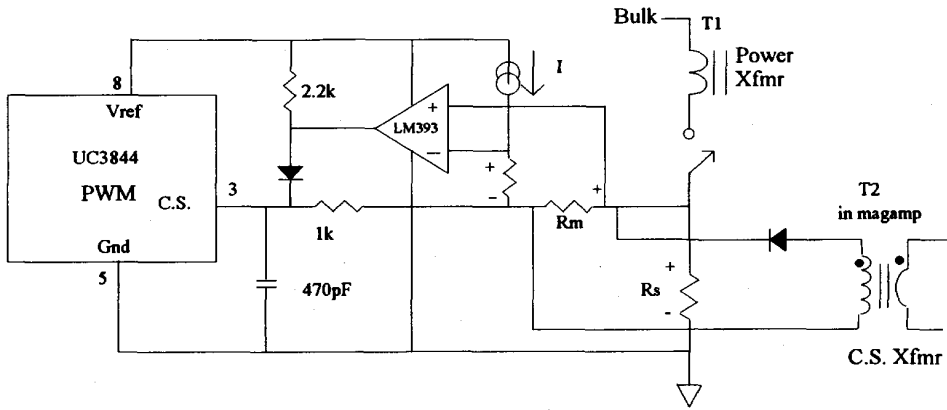 Bulk
T1
Power
Xfmr
8
Vref
UC3844
PWM
C.S.
3
Gnd
5
2.2k
+
LM393
−
I
+
-
+
Rm
1k
470pF
+
Rs
-
T2
in magamp
C.S. Xfmr